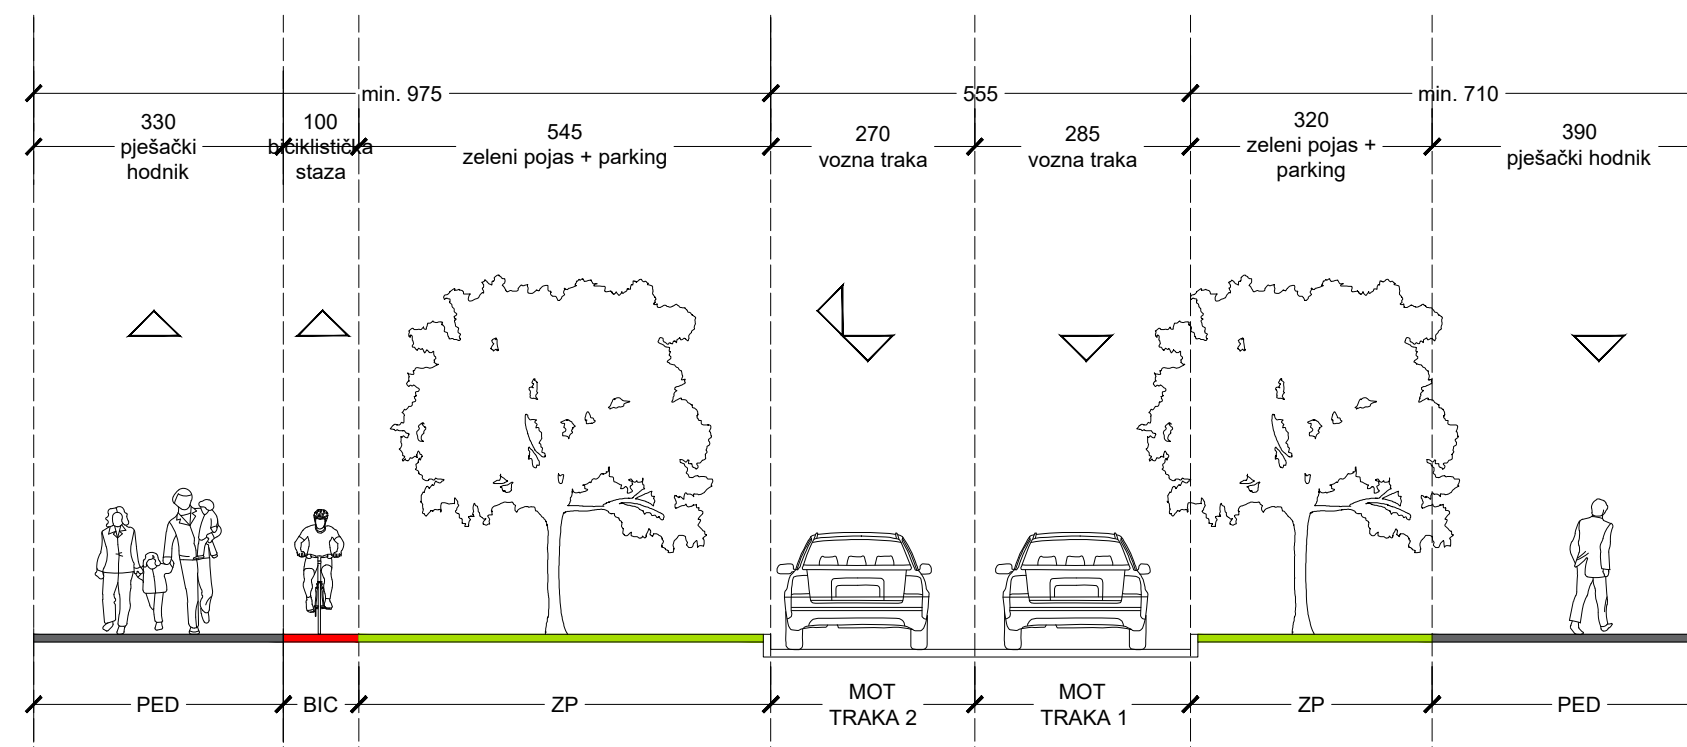 min. 975
555
min. 710
330
pješački
hodnik
100
biciklistička
staza
545
zeleni pojas + parking
270
vozna traka
285
vozna traka
320
zeleni pojas +
parking
390
pješački hodnik
PED
BIC
ZP
MOT
TRAKA 2
MOT
TRAKA 1
ZP
PED